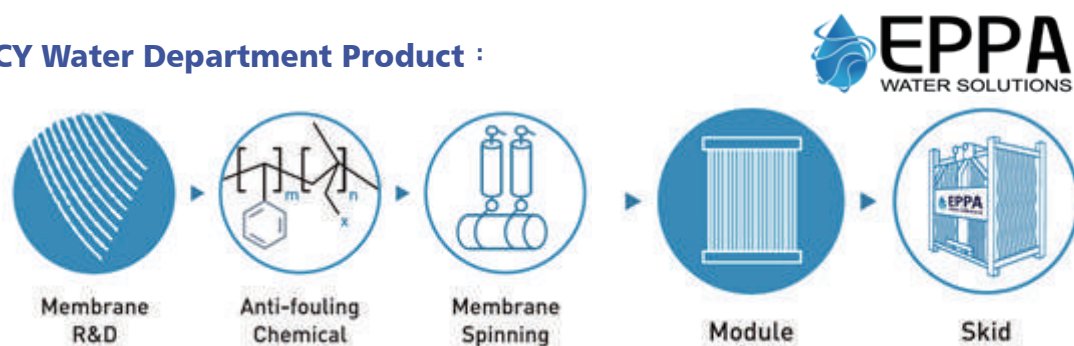 CY Water Department Product :
EPPA
WATER SOLUTIONS
m
n
x
EPPA
Membrane
R&D
Anti-fouling
Chemical
Membrane
Spinning
Module
Skid